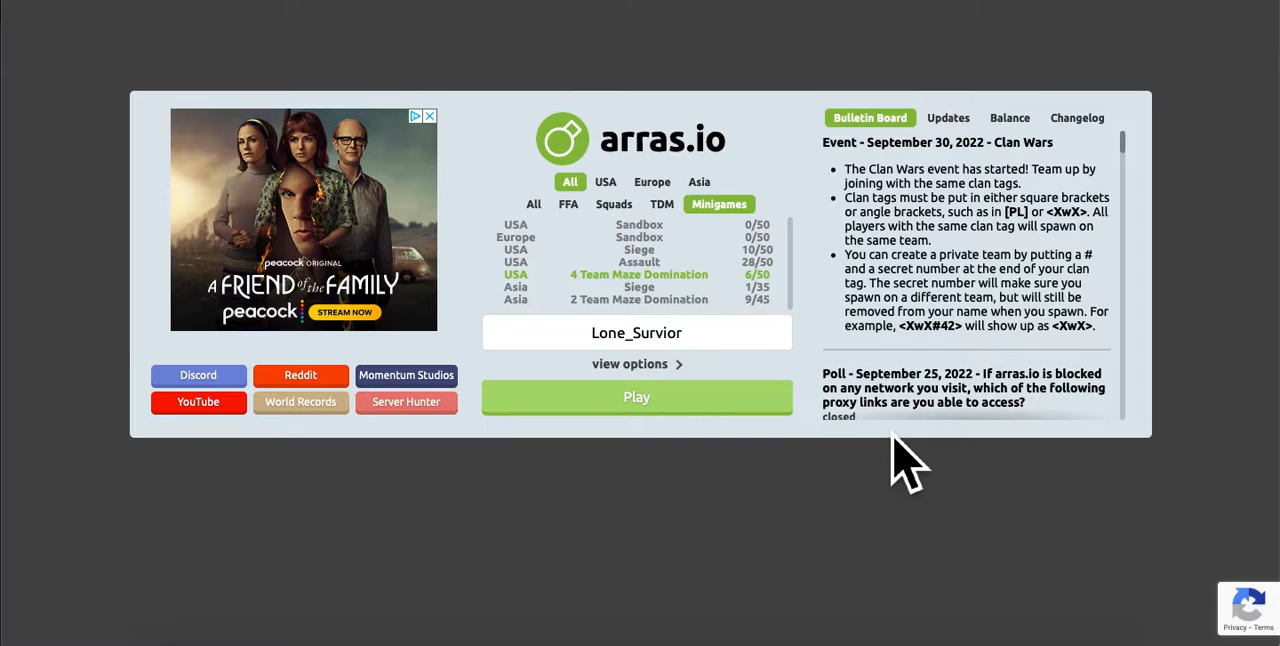 peacock ORIGINAL
A FRIEND of the FAMILY
peacock STREAM NOW
Discord Reddit Momentum Studios
YouTube World Records Server Hunter
arras.io
All USA Europe Asia
All FFA Squads TDM Minigames
USA Sandbox 0/50
Europe Sandbox 0/50
USA Siege 10/50
USA Assault 28/50
USA 4 Team Maze Domination 6/50
Asia Siege 1/35
Asia 2 Team Maze Domination 9/45
Lone_Survior
view options >
Play
Bulletin Board Updates Balance Changelog
Event - September 30, 2022 - Clan Wars
• The Clan Wars event has started! Team up by
joining with the same clan tags.
• Clan tags must be put in either square brackets
or angle brackets, such as in [PL] or <XwX>. All
players with the same clan tag will spawn on
the same team.
• You can create a private team by putting a #
and a secret number at the end of your clan
tag. The secret number will make sure you
spawn on a different team, but will still be
removed from your name when you spawn. For
example, <XwX#42> will show up as <XwX>.
Poll - September 25, 2022 - If arras.io is blocked
on any network you visit, which of the following
proxy links are you able to access?
closed
Privacy - Terms